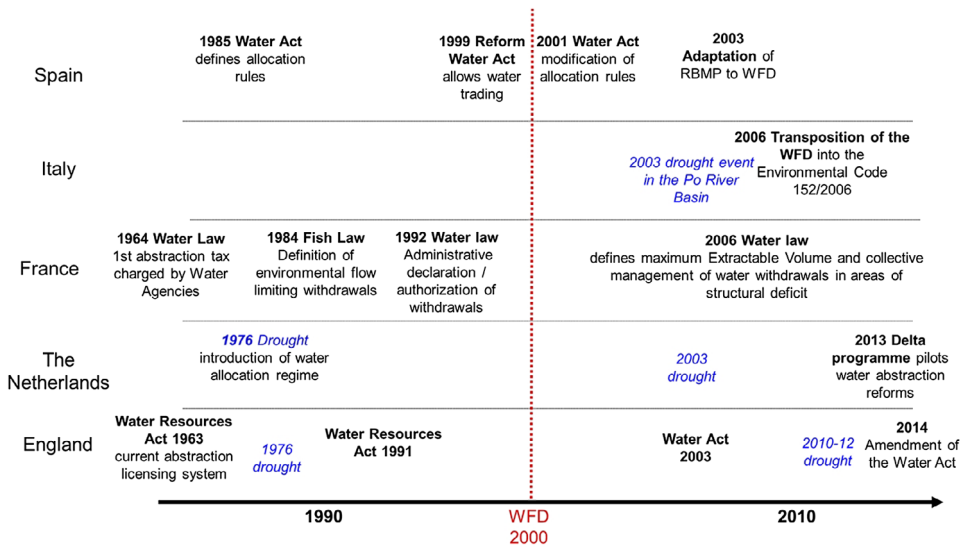 Spain
1985 Water Act
defines allocation
rules
1999 Reform
Water Act
allows water
trading
2001 Water Act
modification of
allocation rules
2003
Adaptation of
RBMP to WFD
Italy
2003 drought event
in the Po River
Basin
2006 Transposition of the
WFD into the
Environmental Code
152/2006
France
1964 Water Law
1st abstraction tax
charged by Water
Agencies
1984 Fish Law
Definition of
environmental flow
limiting withdrawals
1992 Water law
Administrative
declaration /
authorization of
withdrawals
2006 Water law
defines maximum Extractable Volume and collective
management of water withdrawals in areas of
structural deficit
The
Netherlands
1976 Drought
introduction of water
allocation regime
2003
drought
2013 Delta
programme pilots
water abstraction
reforms
England
Water Resources
Act 1963
current abstraction
licensing system
1976
drought
Water Resources
Act 1991
Water Act
2003
2010-12
drought
2014
Amendment of
the Water Act
1990
WFD
2000
2010